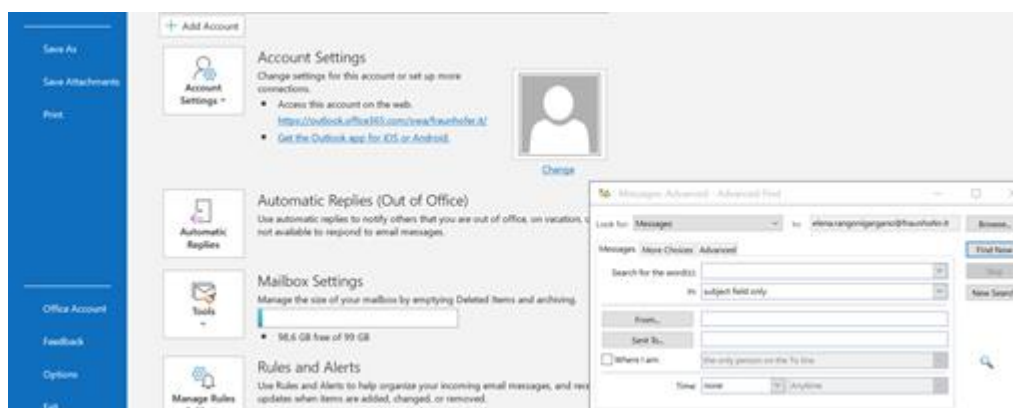 Add Account
Save As
Save Attachments
Print
Office Account
Feedback
Options
Exit
Account Settings
Account Settings
Change settings for this account or set up more connections.
Access this account on the web.
https://outlook.office365.com/owa/fraunhofer.it/
Get the Outlook app for iOS or Android.
Change
Automatic Replies
Automatic Replies (Out of Office)
Use automatic replies to notify others that you are out of office, on vacation,
not available to respond to email messages.
Tools
Mailbox Settings
Manage the size of your mailbox by emptying Deleted Items and archiving.
98.6 GB free of 99 GB
Manage Rules
Rules and Alerts
Use Rules and Alerts to help organize your incoming email messages, and
updates when items are added, changed, or removed.
Messages Advanced - Advanced Find
Look for: Messages In: Browse...
Messages More Choices Advanced
Find Now
Search for the word(s):
Stop
In: subject field only
New Search
From...
Sent To...
Where I am: the only person on the To line
Time: none Anytime